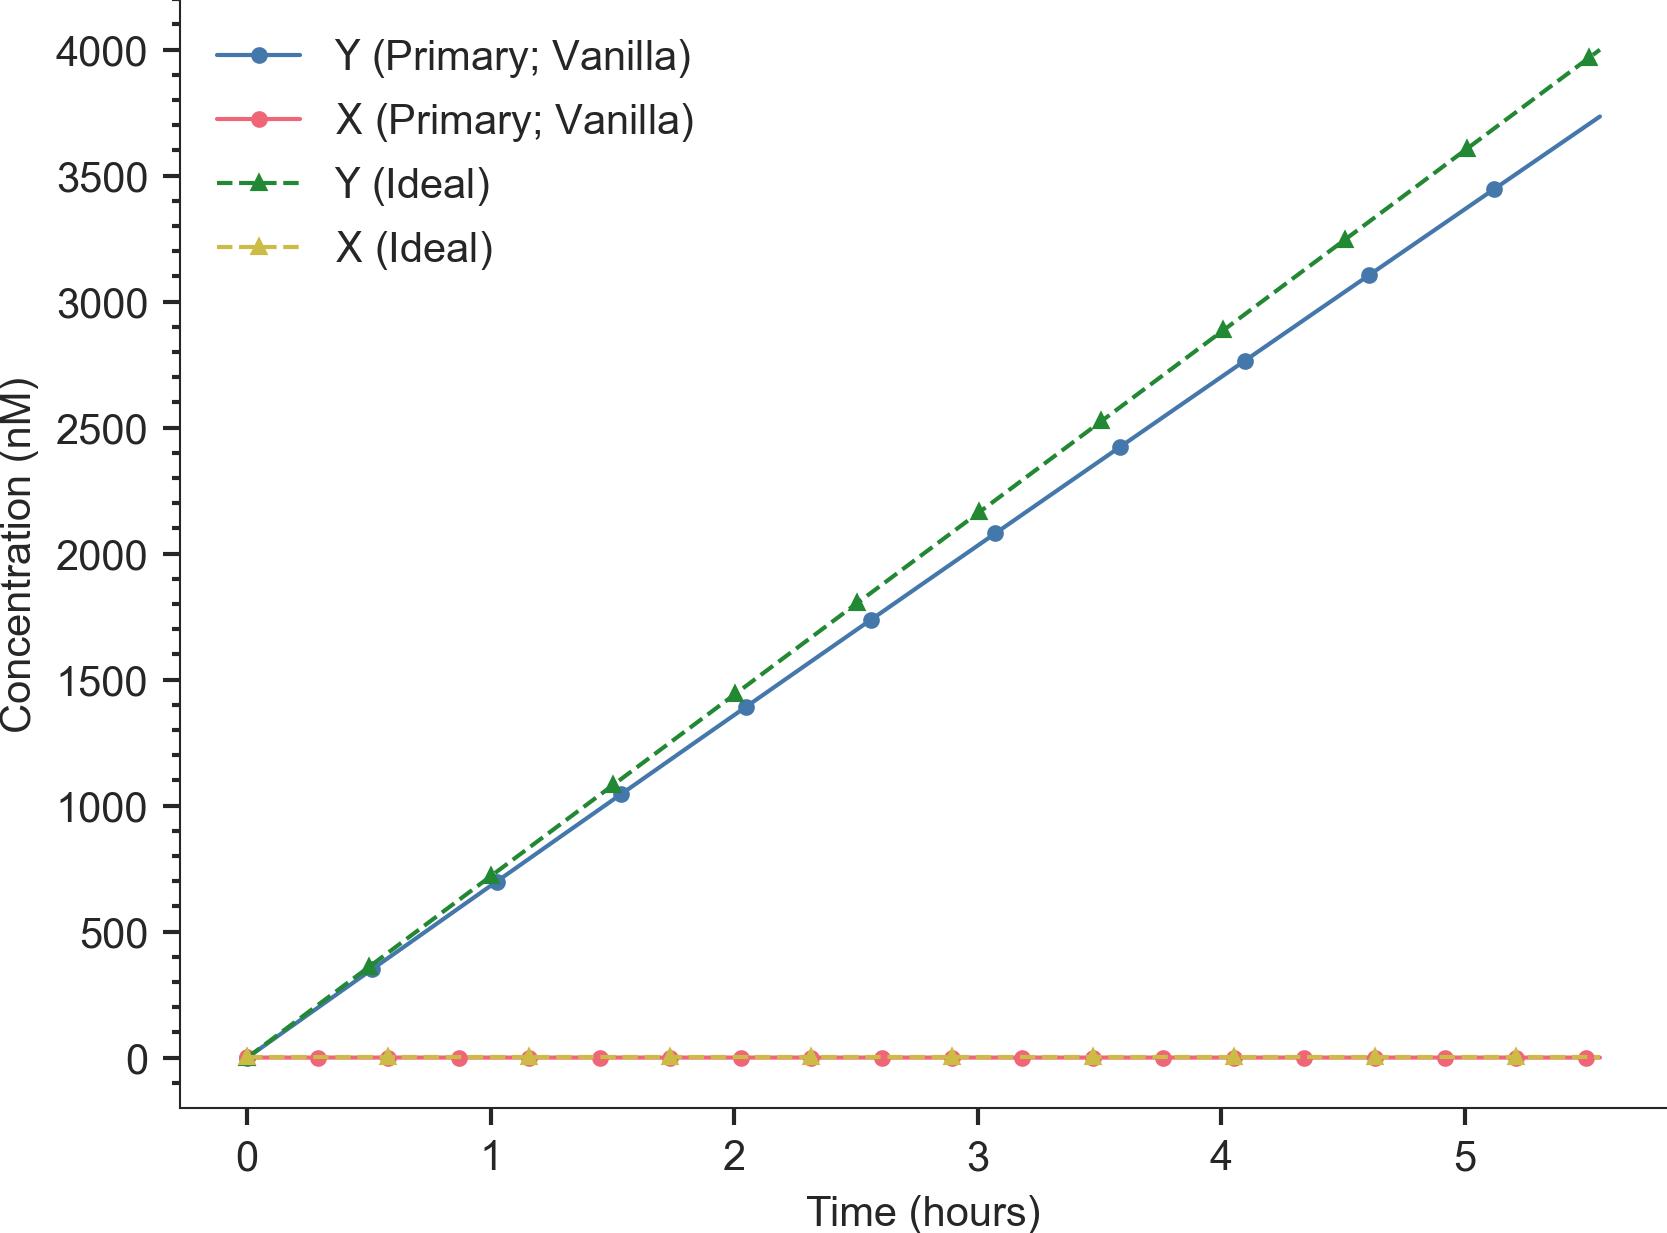 4000
3500
3000
2500
2000
1500
1000
500
0
Concentration (nM)
Y (Primary; Vanilla)
X (Primary; Vanilla)
Y (Ideal)
X (Ideal)
0 1 2 3 4 5
Time (hours)